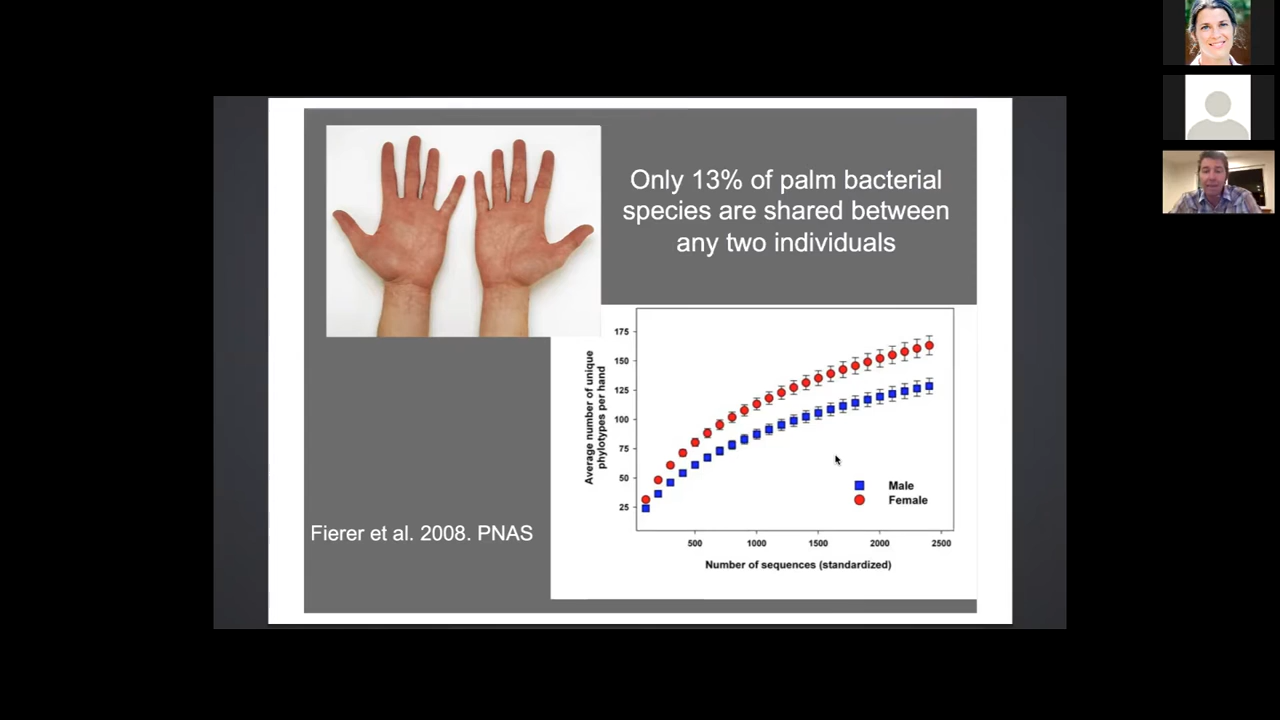 Only 13% of palm bacterial
species are shared between
any two individuals
175
150
125
100
75
50
25
Average number of unique
phylotypes per hand
Male
Female
500
1000
1500
2000
2500
Number of sequences (standardized)
Fierer et al. 2008. PNAS